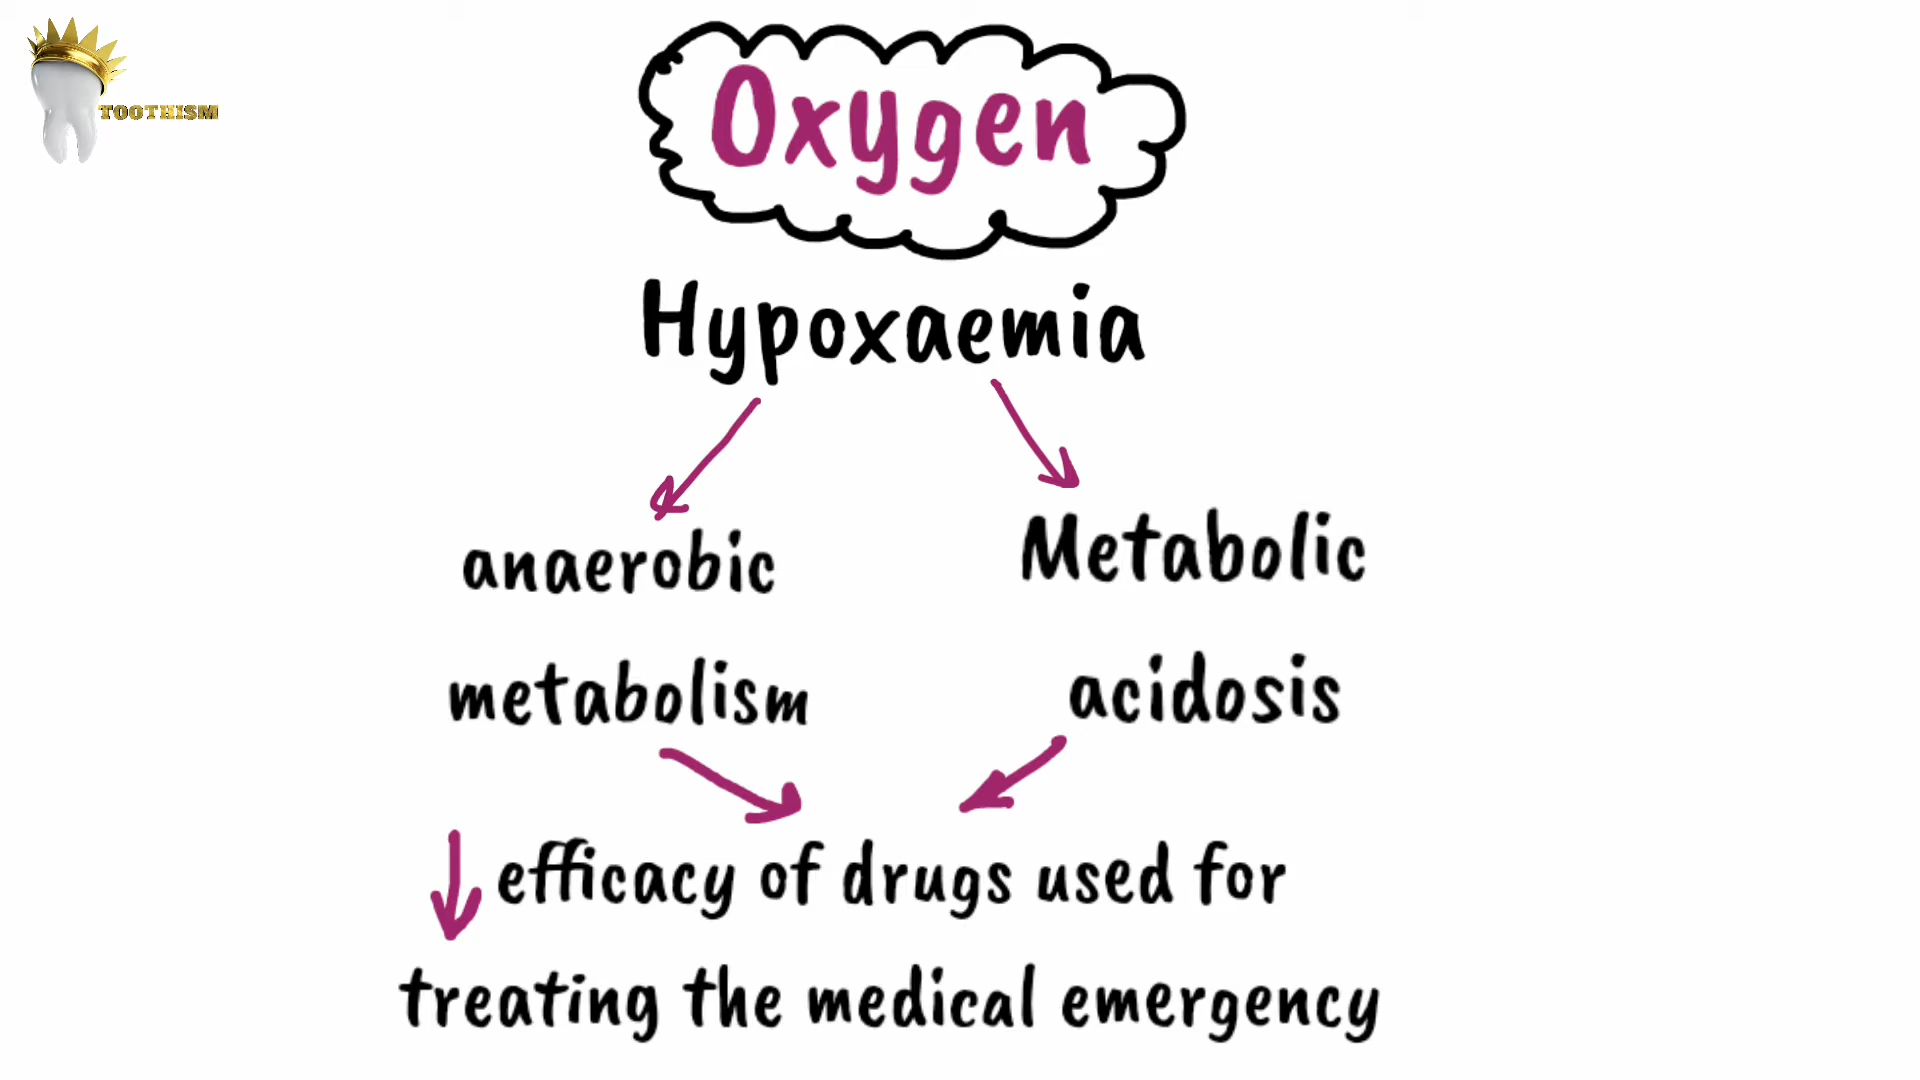 TOOTHISM
Oxygen
Hypoxaemia
anaerobic
metabolism
Metabolic
acidosis
efficacy of drugs used for
treating the medical emergency